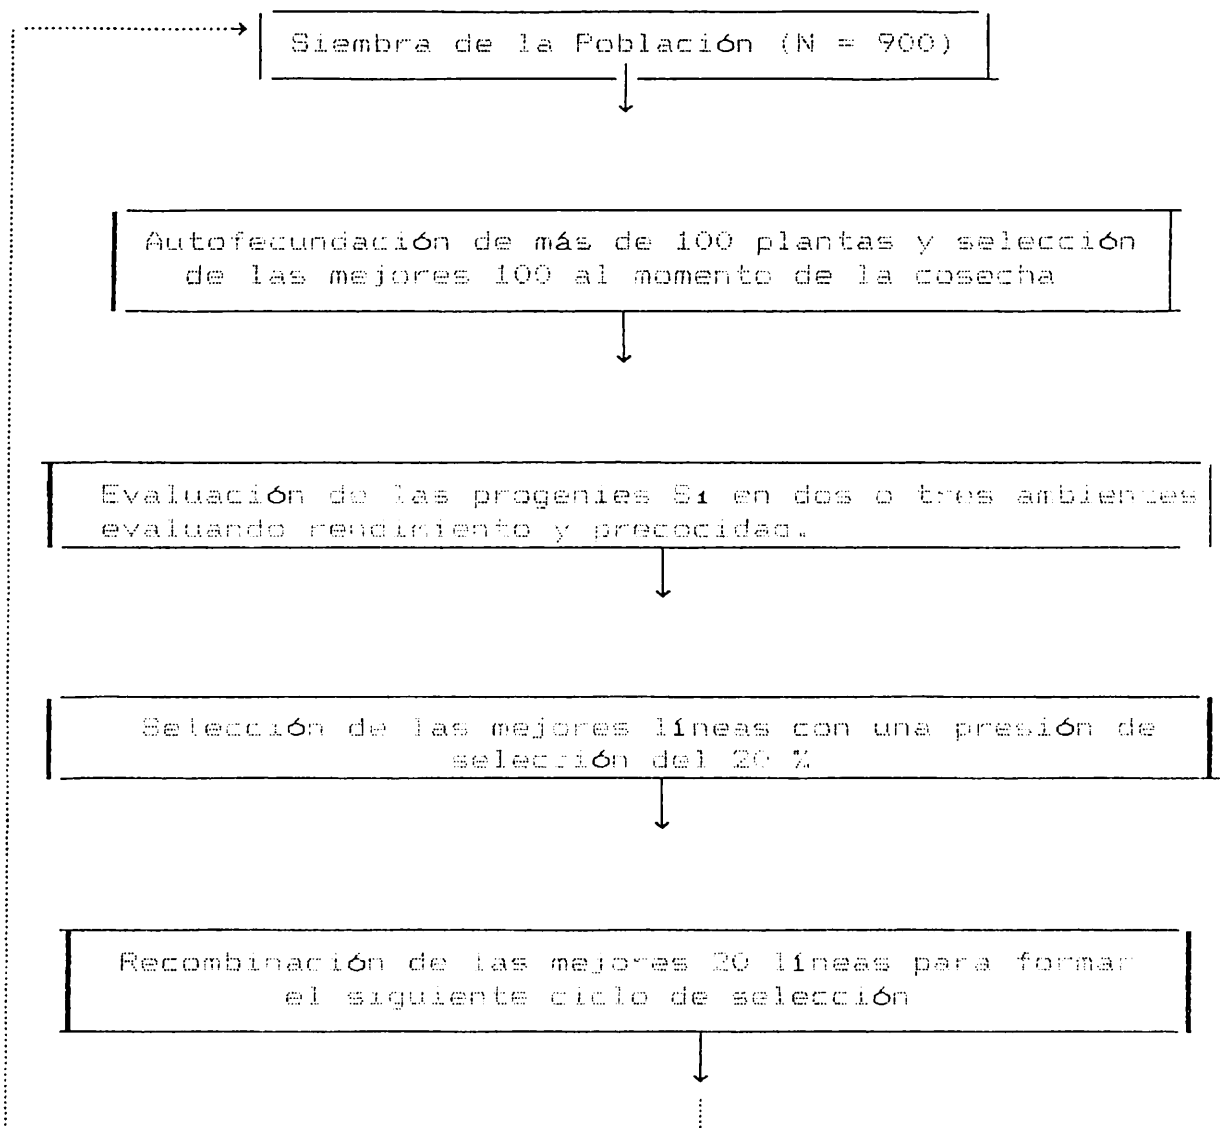 Siembra de la Población (N = 900)
Autofecundación de más de 100 plantas y selección
de las mejores 100 al momento de la cosecha
Evaluación de las progenies S1 en dos o tres ambientes
evaluando rendimiento y precocidad.
Selección de las mejores líneas con una presión de
selección del 20 %
Recombinación de las mejores 20 líneas para formar
el siguiente ciclo de selección